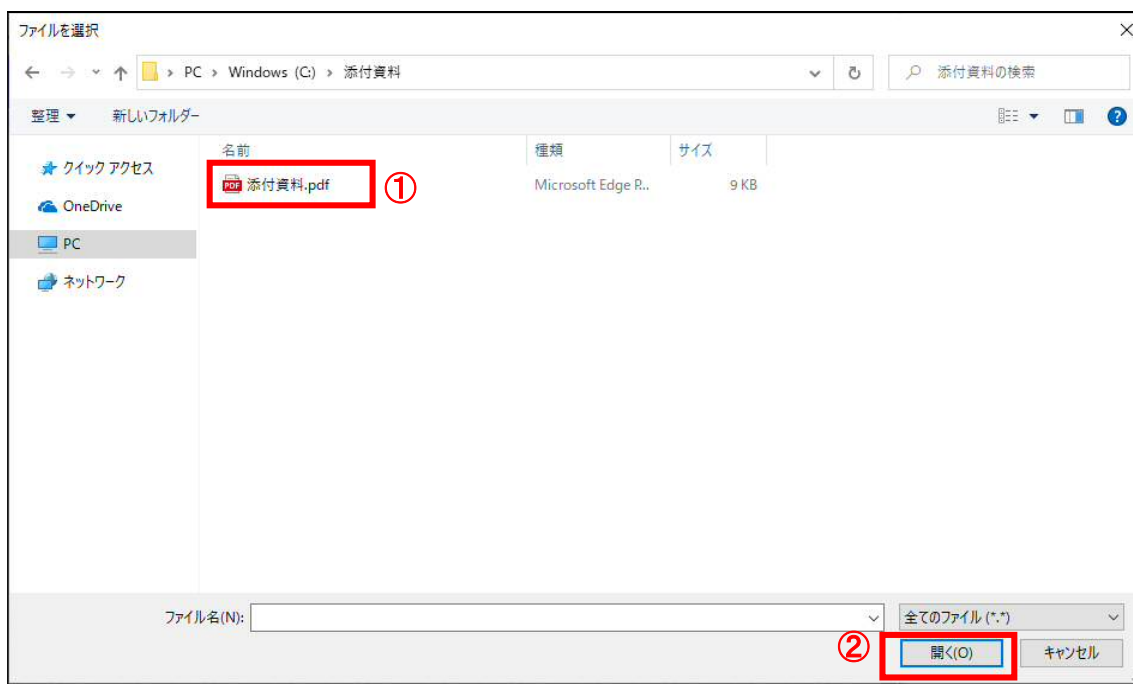 ファイルを選択
PC › Windows (C:) › 添付資料
添付資料の検索
整理 新しいフォルダー
名前 種類 サイズ
クイック アクセス
添付資料.pdf Microsoft Edge P... 9 KB
①
OneDrive
PC
ネットワーク
ファイル名(N):
全てのファイル (*.*)
②
開く(O) キャンセル